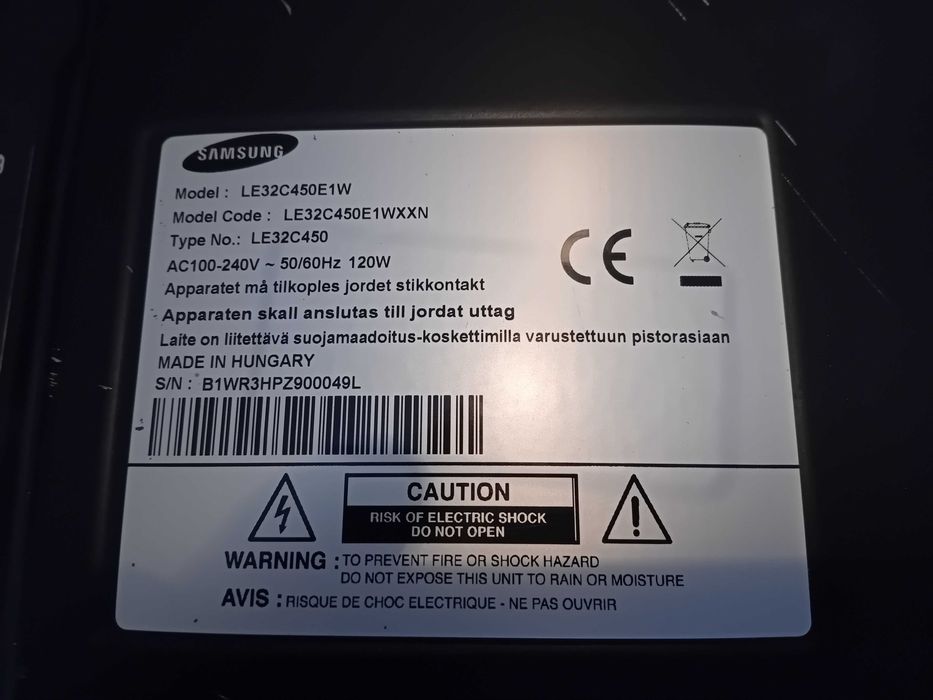 SAMSUNG
Model : LE32C450E1W
Model Code : LE32C450E1WXXN
Type No.: LE32C450
AC100-240V ~ 50/60Hz 120W
Apparatet må tilkoples jordet stikkontakt
Apparaten skall anslutas till jordat uttag
Laite on liitettävä suojamaadoitus-koskettimilla varustettuun pistorasiaan
MADE IN HUNGARY
S/N : B1WR3HPZ900049L
CE
CAUTION
RISK OF ELECTRIC SHOCK
DO NOT OPEN
WARNING : TO PREVENT FIRE OR SHOCK HAZARD
DO NOT EXPOSE THIS UNIT TO RAIN OR MOISTURE
AVIS : RISQUE DE CHOC ELECTRIQUE - NE PAS OUVRIR